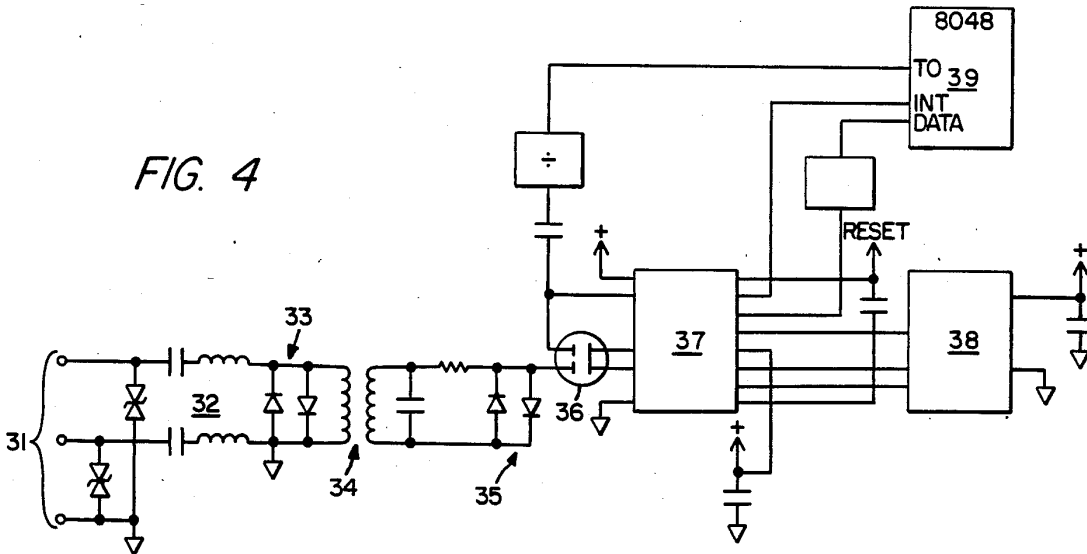 8048
TO
39
INT
DATA
÷
FIG. 4
RESET
+
+
37
38
33
32
31
36
34
35
+